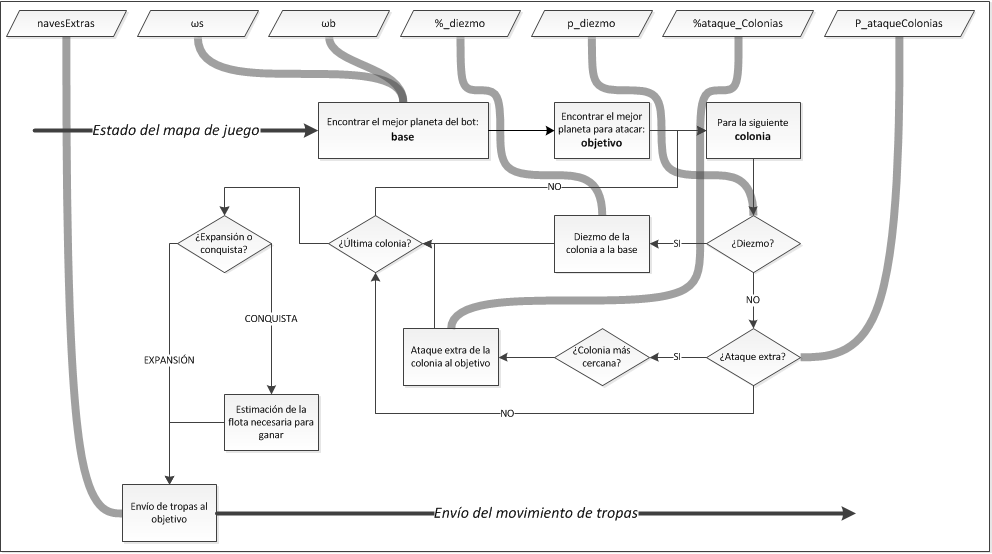 navesExtras
ωs
ωb
%_diezmo
p_diezmo
%ataque_Colonias
P_ataqueColonias
Estado del mapa de juego
Encontrar el mejor planeta del bot:
base
Encontrar el mejor
planeta para atacar:
objetivo
Para la siguiente
colonia
NO
¿Expansión o
conquista?
¿Última colonia?
Diezmo de la
colonia a la base
SI
¿Diezmo?
NO
CONQUISTA
EXPANSIÓN
Ataque extra de la
colonia al objetivo
¿Colonia más
cercana?
SI
¿Ataque extra?
NO
Estimación de la
flota necesaria para
ganar
Envío de tropas al
objetivo
Envío del movimiento de tropas